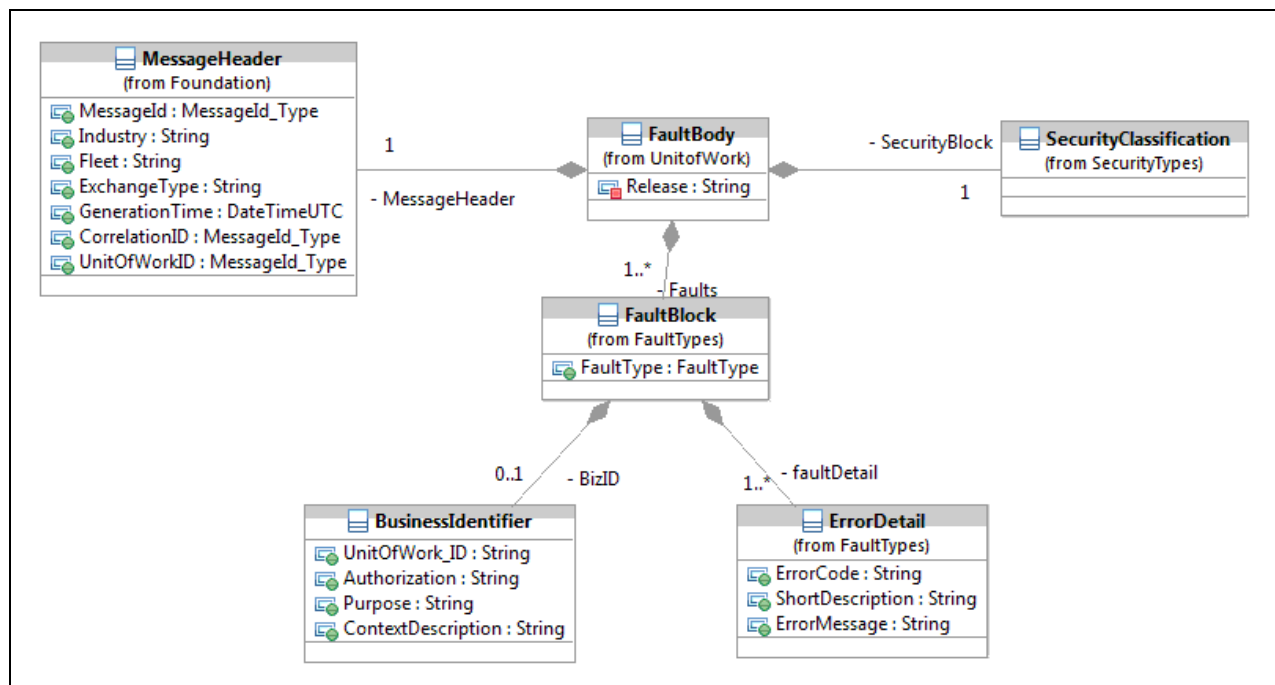 MessageHeader
(from Foundation)
MessageId : MessageId_Type
Industry : String
Fleet : String
ExchangeType : String
GenerationTime : DateTimeUTC
CorrelationID : MessageId_Type
UnitOfWorkID : MessageId_Type
1
- MessageHeader
FaultBody
(from UnitofWork)
Release : String
- SecurityBlock
1
SecurityClassification
(from SecurityTypes)
1..*
- Faults
FaultBlock
(from FaultTypes)
FaultType : FaultType
0..1
- BizID
1..*
- faultDetail
BusinessIdentifier
UnitOfWork_ID : String
Authorization : String
Purpose : String
ContextDescription : String
ErrorDetail
(from FaultTypes)
ErrorCode : String
ShortDescription : String
ErrorMessage : String